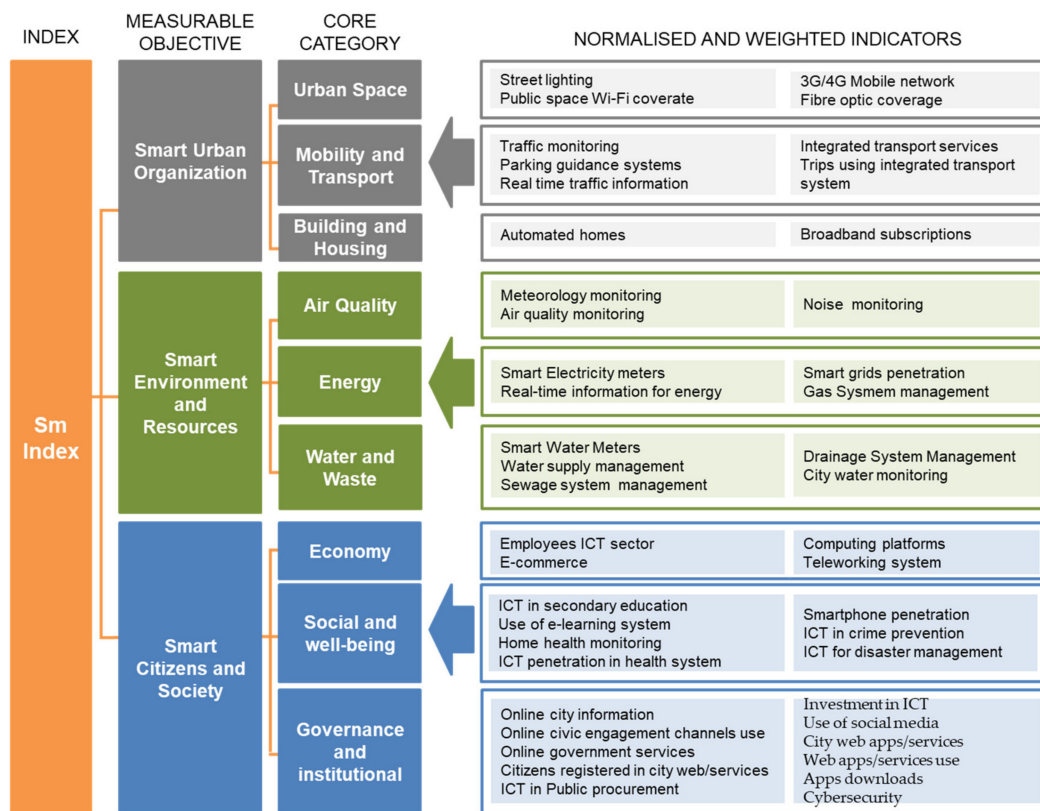 INDEX
MEASURABLE
OBJECTIVE
CORE
CATEGORY
NORMALISED AND WEIGHTED INDICATORS
Sm
Index
Smart Urban
Organization
Urban Space
Street lighting
Public space Wi-Fi coverate
3G/4G Mobile network
Fibre optic coverage
Mobility and
Transport
Traffic monitoring
Parking guidance systems
Real time traffic information
Integrated transport services
Trips using integrated transport
system
Building and
Housing
Automated homes
Broadband subscriptions
Smart
Environment
and
Resources
Air Quality
Meteorology monitoring
Air quality monitoring
Noise monitoring
Energy
Smart Electricity meters
Real-time information for energy
Smart grids penetration
Gas Sysmem management
Water and
Waste
Smart Water Meters
Water supply management
Sewage system management
Drainage System Management
City water monitoring
Smart
Citizens and
Society
Economy
Employees ICT sector
E-commerce
Computing platforms
Teleworking system
Social and
well-being
ICT in secondary education
Use of e-learning system
Home health monitoring
ICT penetration in health system
Smartphone penetration
ICT in crime prevention
ICT for disaster management
Governance
and
institutional
Online city information
Online civic engagement channels use
Online government services
Citizens registered in city web/services
ICT in Public procurement
Investment in ICT
Use of social media
City web apps/services
Web apps/services use
Apps downloads
Cybersecurity